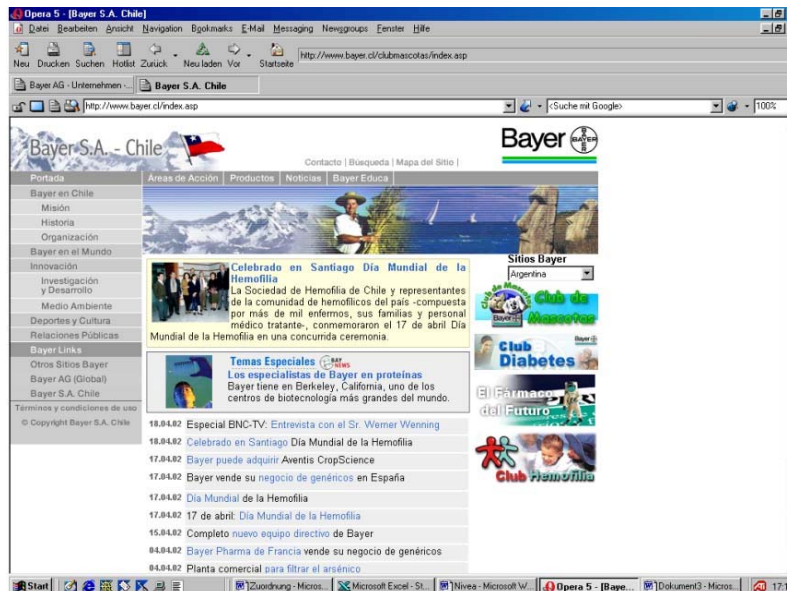 Opera 5 - [Bayer S.A. Chile]
Datei Bearbeiten Ansicht Navigation Bookmarks E-Mail Messaging Newsgroups Fenster Hilfe
Neu Drucken Suchen Hotlist Zurück Neu laden Vor Startseite http://www.bayer.cl/clubmascotas/index.asp
Bayer AG - Unternehmen -... Bayer S.A. Chile
http://www.bayer.cl/index.asp <Suche mit Google> 100%
Bayer S.A. - Chile
Contacto | Búsqueda | Mapa del Sitio |
Bayer
BAYER
Portada
Áreas de Acción | Productos | Noticias | Bayer Educa |
Bayer en Chile
Misión
Historia
Organización
Bayer en el Mundo
Innovación
Investigación
y Desarrollo
Medio Ambiente
Deportes y Cultura
Relaciones Públicas
Bayer Links
Otros Sitios Bayer
Bayer AG (Global)
Bayer S.A. Chile
Términos y condiciones de uso
© Copyright Bayer S.A. Chile
Celebrado en Santiago Día Mundial de la
Hemofilia
La Sociedad de Hemofilia de Chile y representantes
de la comunidad de hemofílicos del país -compuesta
por más de mil enfermos, sus familias y personal
médico tratante-, conmemoraron el 17 de abril Día
Mundial de la Hemofilia en una concurrida ceremonia.
Temas Especiales BAY NEWS
Los especialistas de Bayer en proteínas
Bayer tiene en Berkeley, California, uno de los
centros de biotecnología más grandes del mundo.
18.04.02 Especial BNC-TV: Entrevista con el Sr. Werner Wenning
18.04.02 Celebrado en Santiago Día Mundial de la Hemofilia
17.04.02 Bayer puede adquirir Aventis CropScience
17.04.02 Bayer vende su negocio de genéricos en España
17.04.02 Día Mundial de la Hemofilia
17.04.02 17 de abril: Día Mundial de la Hemofilia
15.04.02 Completo nuevo equipo directivo de Bayer
04.04.02 Bayer Pharma de Francia vende su negocio de genéricos
04.04.02 Planta comercial para filtrar el arsénico
Sitios Bayer
Argentina
Club de Mascotas
Bayer
Club de
Mascotas
Bayer
Club
Diabetes
El Fármaco
del Futuro
Club Hemofilia
Start Zuordnung - Micros... Microsoft Excel - St... Nivea - Microsoft W... Opera 5 - [Baye... Dokument3 - Micros... 17:1